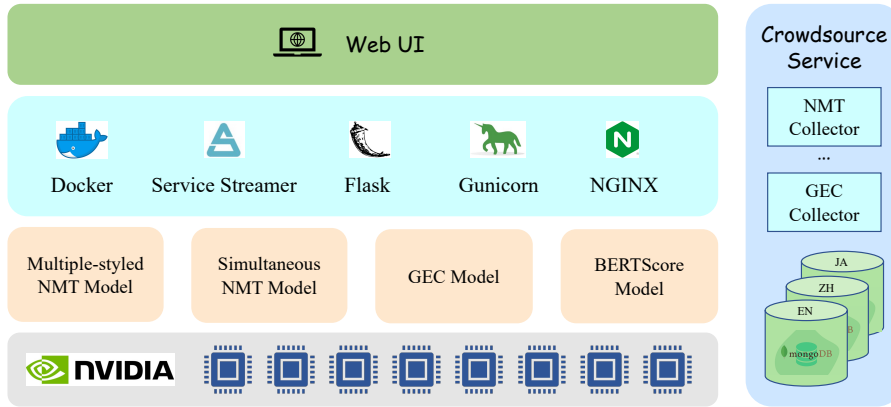 Web UI
Docker
Service Streamer
Flask
Gunicorn
NGINX
Multiple-styled
NMT Model
Simultaneous
NMT Model
GEC Model
BERTScore
Model
NVIDIA
Crowdsource
Service
NMT
Collector
...
GEC
Collector
JA
ZH
EN
mongoDB
B